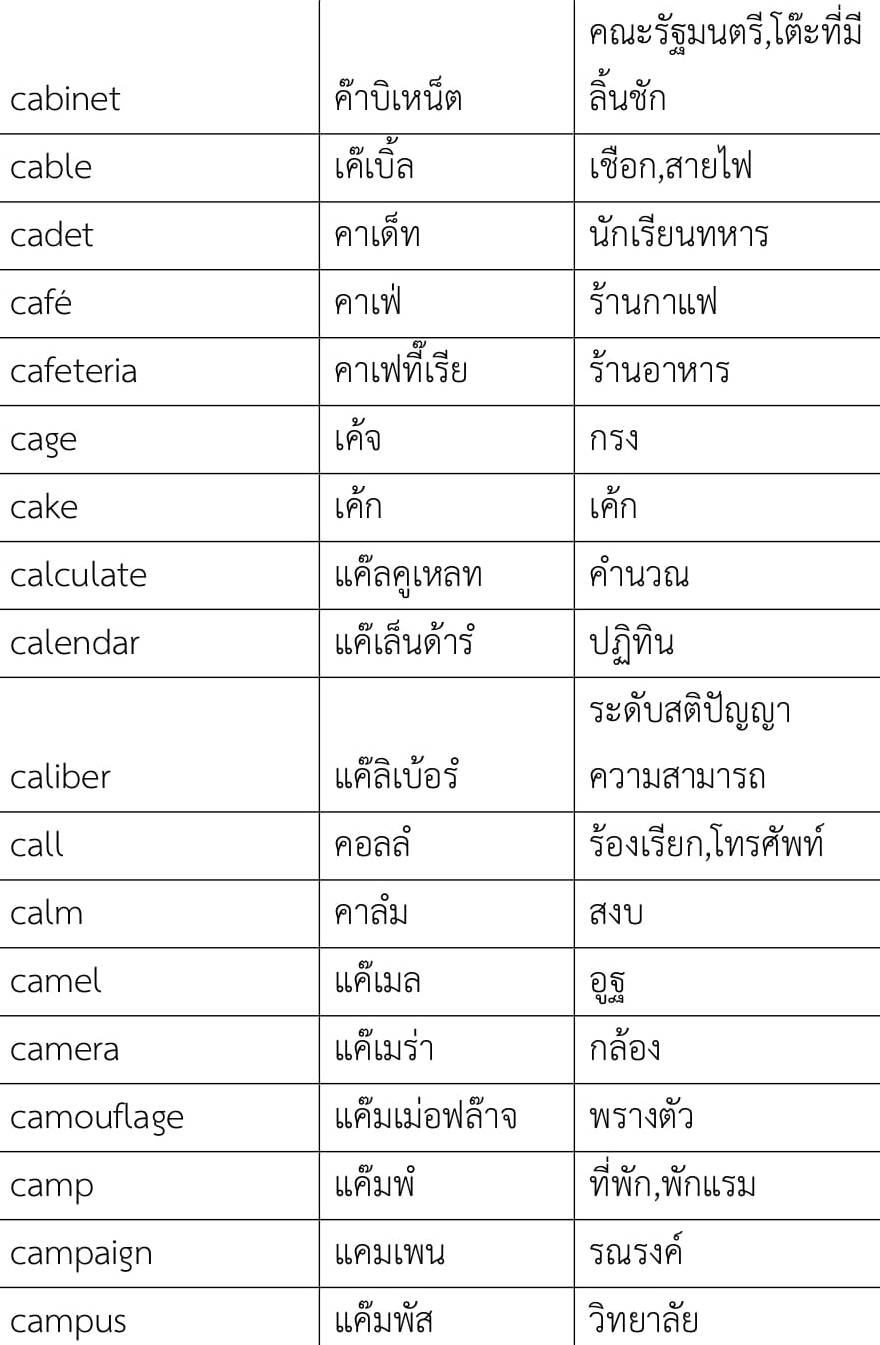 คณะรัฐมนตรี,โต๊ะที่มี
cabinet ค๊าบิเหน็ต ลิ้นชัก
cable เค๊เบิ้ล เชือก,สายไฟ
cadet คาเด็ท นักเรียนทหาร
café คาเฟ่ ร้านกาแฟ
cafeteria คาเฟที๊เรีย ร้านอาหาร
cage เค้จ กรง
cake เค้ก เค้ก
calculate แค๊ลคูเหลท คำนวณ
calendar แค๊เล็นด้ารํ ปฏิทิน
ระดับสติปัญญา
caliber แค๊ลิเบ้อรํ ความสามารถ
call คอลลํ ร้องเรียก,โทรศัพท์
calm คาลํม สงบ
camel แค๊เมล อูฐ
camera แค๊เมร่า กล้อง
camouflage แค๊มเม่อฟล๊าจ พรางตัว
camp แค๊มพํ ที่พัก,พักแรม
campaign แคมเพน รณรงค์
campus แค๊มพัส วิทยาลัย